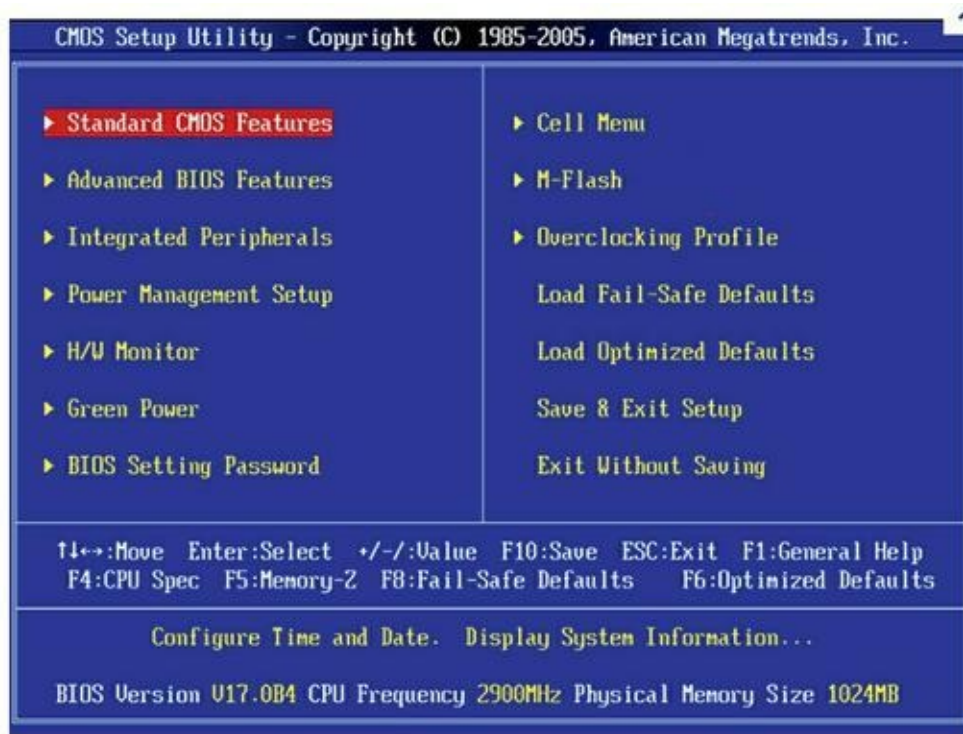 CMOS Setup Utility - Copyright (C) 1985-2005, American Megatrends, Inc.
▶ Standard CMOS Features
▶ Advanced BIOS Features
▶ Integrated Peripherals
▶ Power Management Setup
▶ H/W Monitor
▶ Green Power
▶ BIOS Setting Password
▶ Cell Menu
▶ M-Flash
▶ Overclocking Profile
Load Fail-Safe Defaults
Load Optimized Defaults
Save & Exit Setup
Exit Without Saving
↑↓←→:Move Enter:Select +/-/:Value F10:Save ESC:Exit F1:General Help
F4:CPU Spec F5:Memory-Z F8:Fail-Safe Defaults F6:Optimized Defaults
Configure Time and Date. Display System Information...
BIOS Version V17.0B4 CPU Frequency 2900MHz Physical Memory Size 1024MB